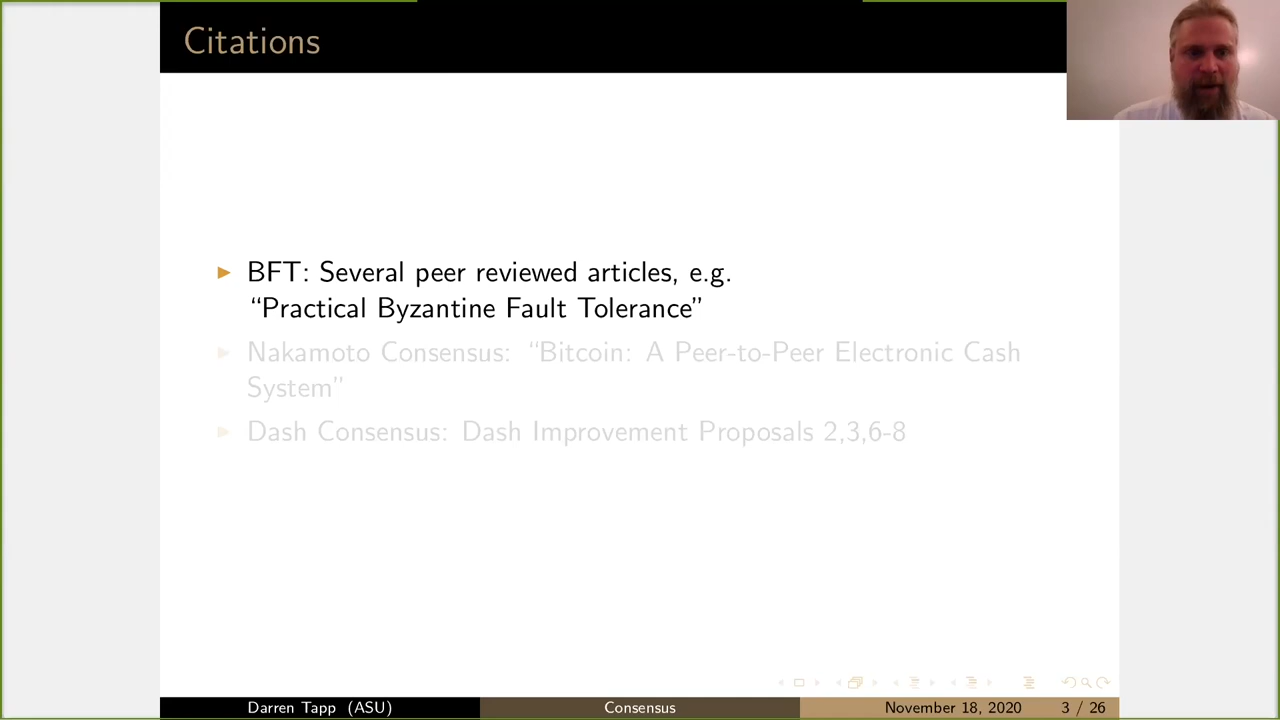 Citations
BFT: Several peer reviewed articles, e.g.
“Practical Byzantine Fault Tolerance”
Nakamoto Consensus: “Bitcoin: A Peer-to-Peer Electronic Cash
System”
Dash Consensus: Dash Improvement Proposals 2,3,6-8
Darren Tapp (ASU)
Consensus
November 18, 2020
3 / 26